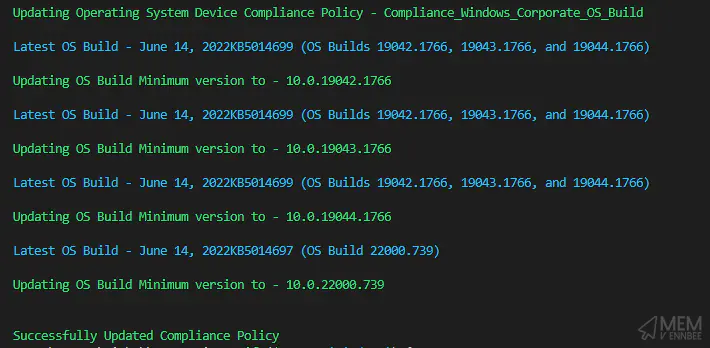 Updating Operating System Device Compliance Policy - Compliance_Windows_Corporate_OS_Build
Latest OS Build - June 14, 2022KB5014699 (OS Builds 19042.1766, 19043.1766, and 19044.1766)
Updating OS Build Minimum version to - 10.0.19042.1766
Latest OS Build - June 14, 2022KB5014699 (OS Builds 19042.1766, 19043.1766, and 19044.1766)
Updating OS Build Minimum version to - 10.0.19043.1766
Latest OS Build - June 14, 2022KB5014699 (OS Builds 19042.1766, 19043.1766, and 19044.1766)
Updating OS Build Minimum version to - 10.0.19044.1766
Latest OS Build - June 14, 2022KB5014697 (OS Build 22000.739)
Updating OS Build Minimum version to - 10.0.22000.739
Successfully Updated Compliance Policy
MEM
V ENNBEE